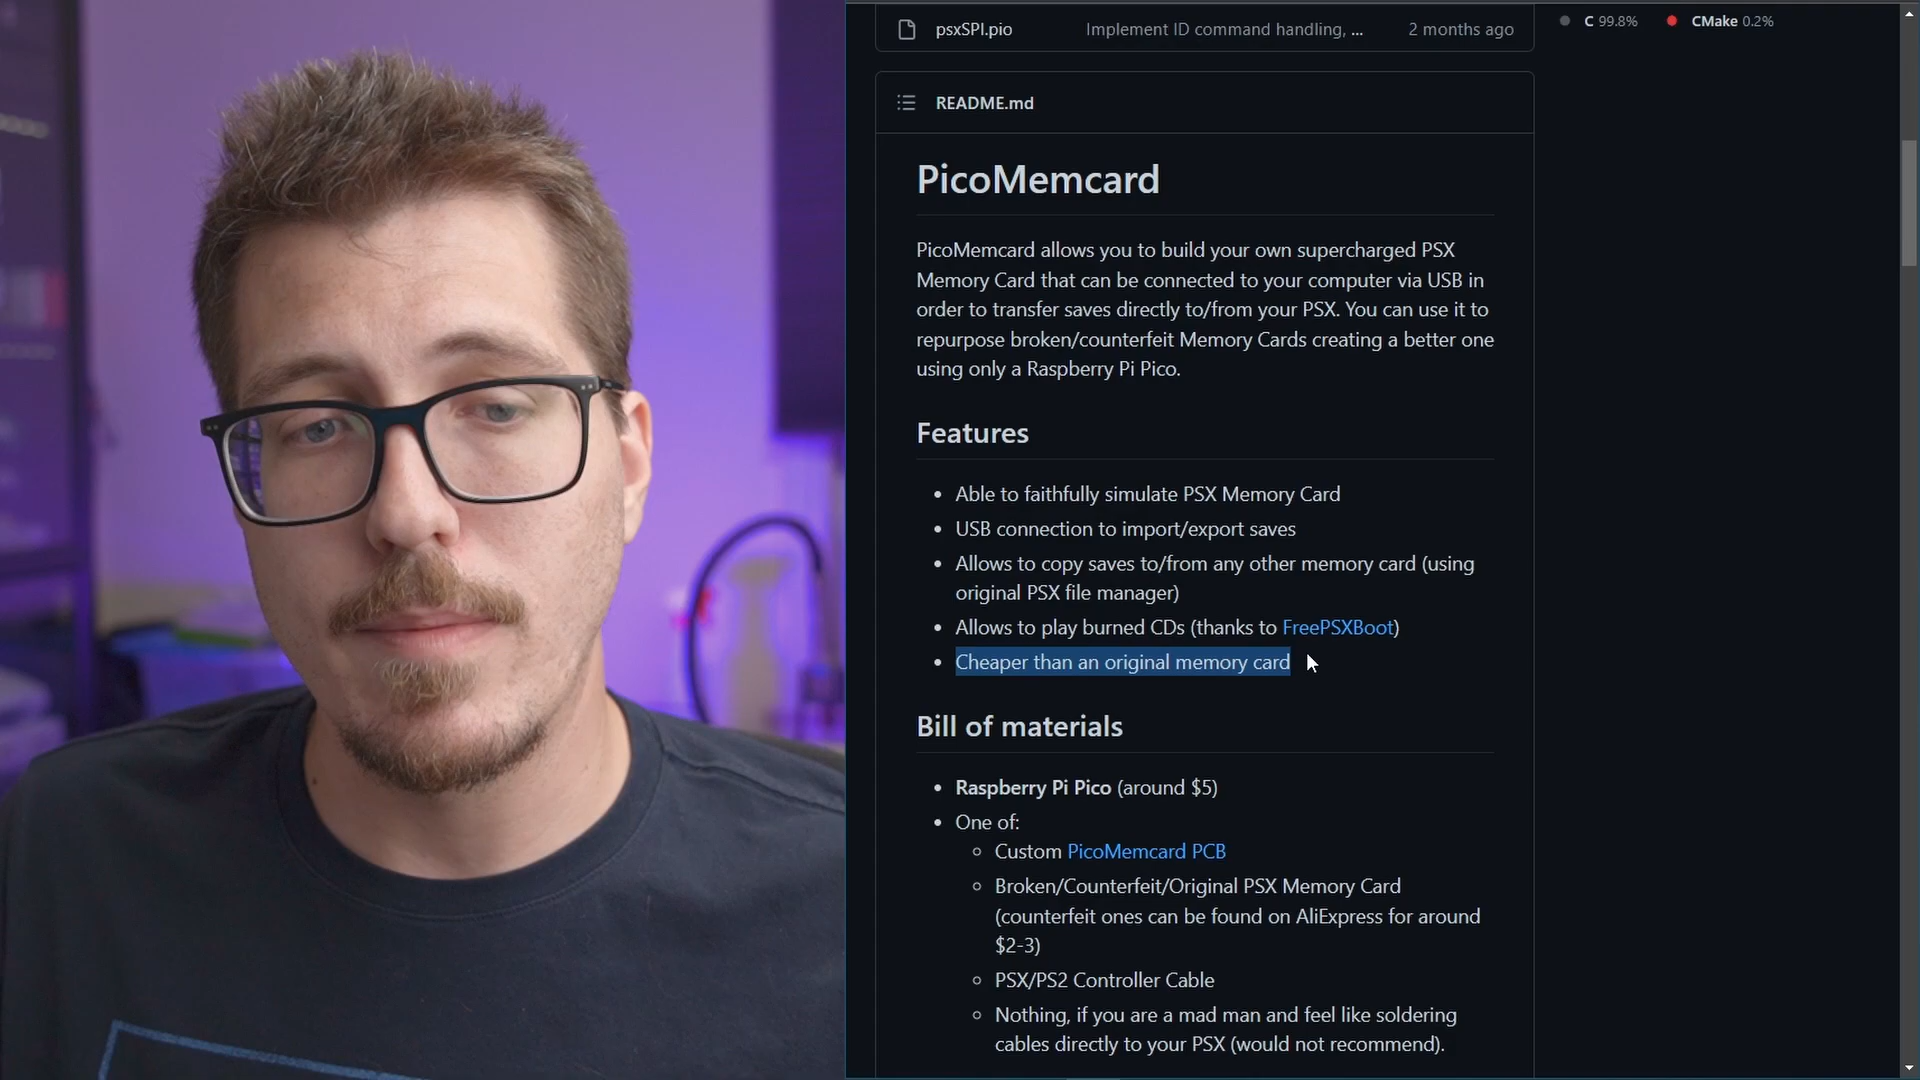 psxSPI.pio Implement ID command handling, ... 2 months ago
C 99.8% CMake 0.2%
README.md
PicoMemcard
PicoMemcard allows you to build your own supercharged PSX
Memory Card that can be connected to your computer via USB in
order to transfer saves directly to/from your PSX. You can use it to
repurpose broken/counterfeit Memory Cards creating a better one
using only a Raspberry Pi Pico.
Features
Able to faithfully simulate PSX Memory Card
USB connection to import/export saves
Allows to copy saves to/from any other memory card (using
original PSX file manager)
Allows to play burned CDs (thanks to FreePSXBoot)
Cheaper than an original memory card
Bill of materials
Raspberry Pi Pico (around $5)
One of:
Custom PicoMemcard PCB
Broken/Counterfeit/Original PSX Memory Card
(counterfeit ones can be found on AliExpress for around
$2-3)
PSX/PS2 Controller Cable
Nothing, if you are a mad man and feel like soldering
cables directly to your PSX (would not recommend).